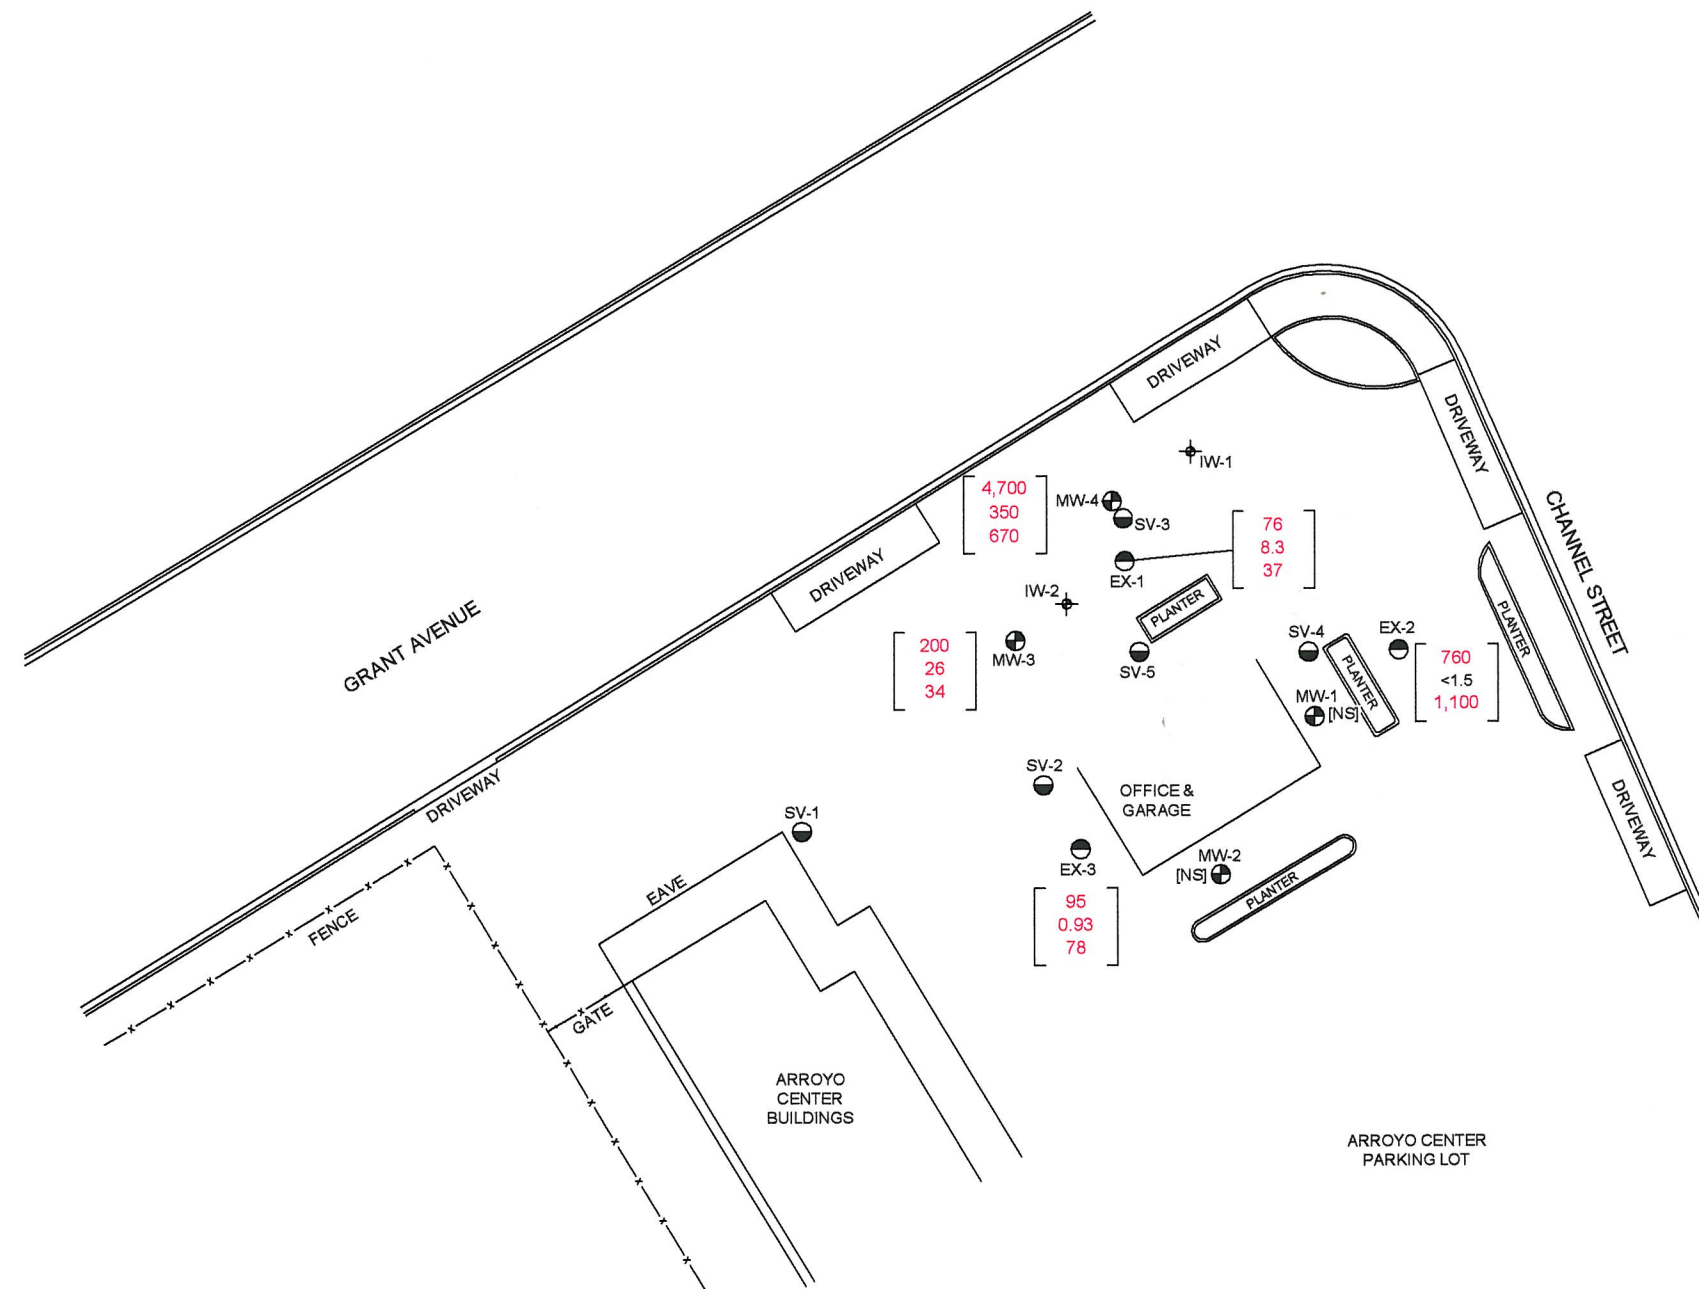 DRIVEWAY
DRIVEWAY
IW-1
4,700
350
670
MW-4
SV-3
CHANNEL STREET
76
8.3
37
DRIVEWAY
EX-1
IW-2
PLANTER
GRANT AVENUE
200
26
34
MW-3
SV-5
SV-4
PLANTER
EX-2
760
<1.5
1,100
PLANTER
MW-1
[NS]
SV-2
OFFICE &
GARAGE
DRIVEWAY
DRIVEWAY
SV-1
EX-3
MW-2
[NS]
PLANTER
EAVE
95
0.93
78
FENCE
GATE
ARROYO
CENTER
BUILDINGS
ARROYO CENTER
PARKING LOT